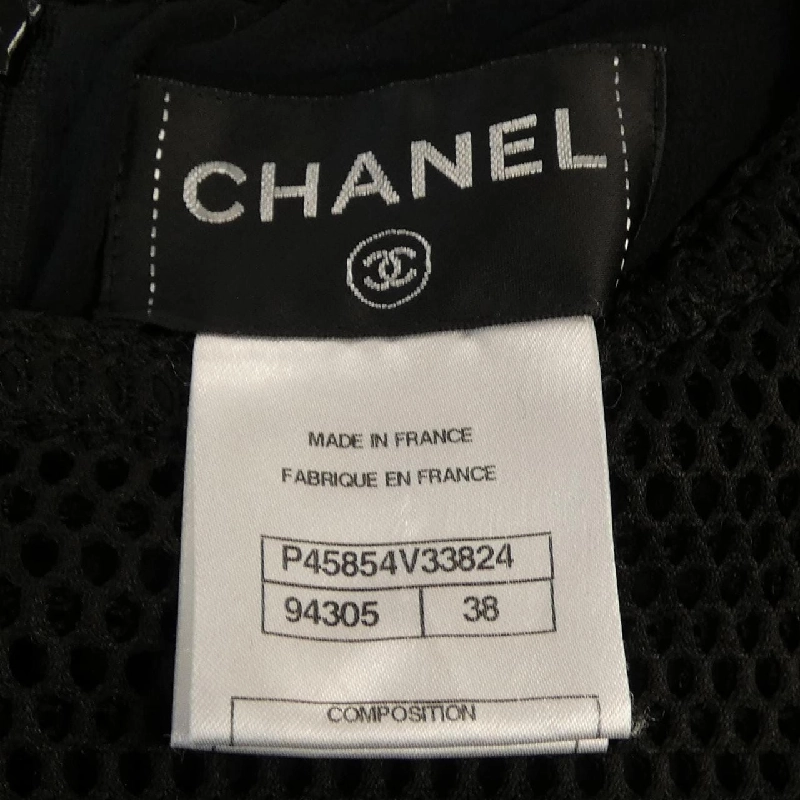 CHANEL
MADE IN FRANCE
FABRIQUE EN FRANCE
P45854V33824
94305 38
COMPOSITION